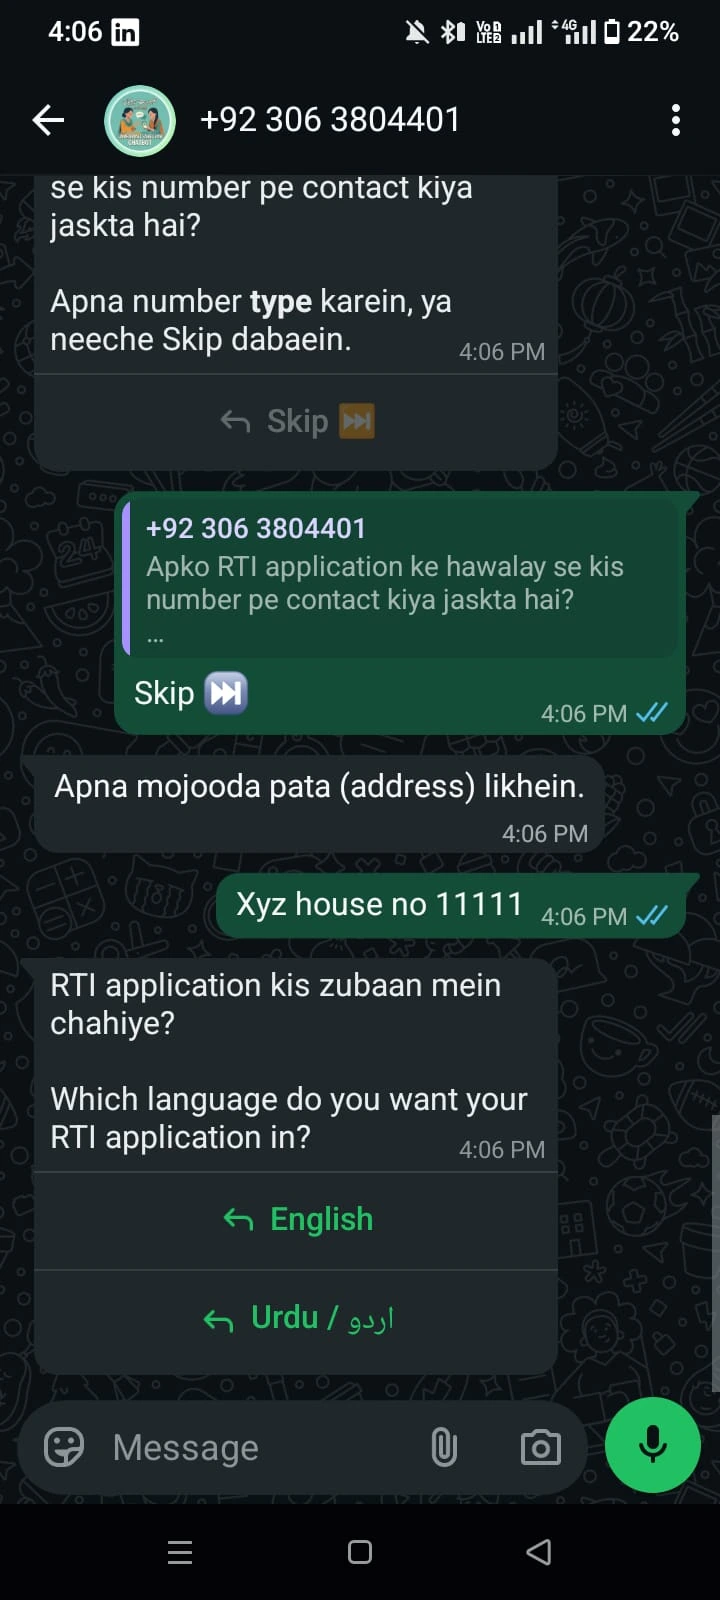 4:06
22%
+92 306 3804401
se kis number pe contact kiya
jaskta hai?
Apna number type karein, ya
neeche Skip dabaein.
4:06 PM
Skip
+92 306 3804401
Apko RTI application ke hawalay se kis
number pe contact kiya jaskta hai?
...
Skip
4:06 PM
Apna mojooda pata (address) likhein.
4:06 PM
Xyz house no 11111 4:06 PM
RTI application kis zubaan mein
chahiye?
Which language do you want your
RTI application in?
4:06 PM
English
Urdu / اردو
Message